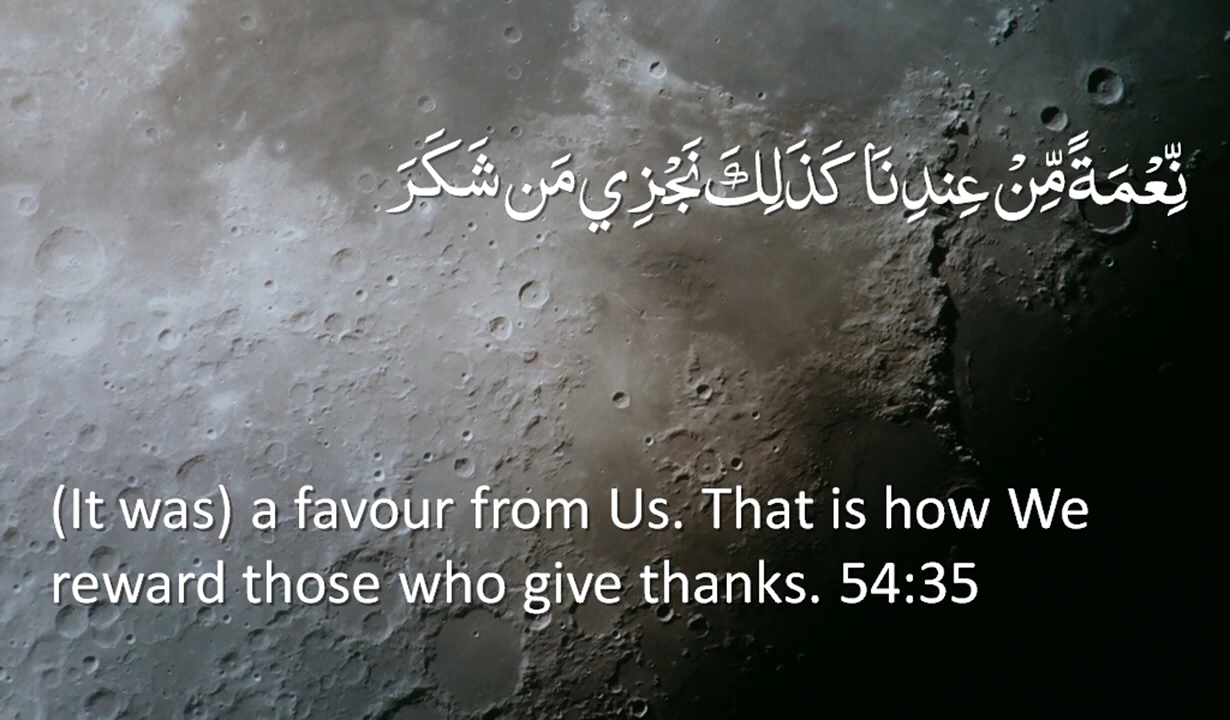 نِّعْمَةً مِّنْ عِندِنَا كَذَلِكَ نَجْزِي مَن شَكَرَ
(It was) a favour from Us. That is how We
reward those who give thanks. 54:35